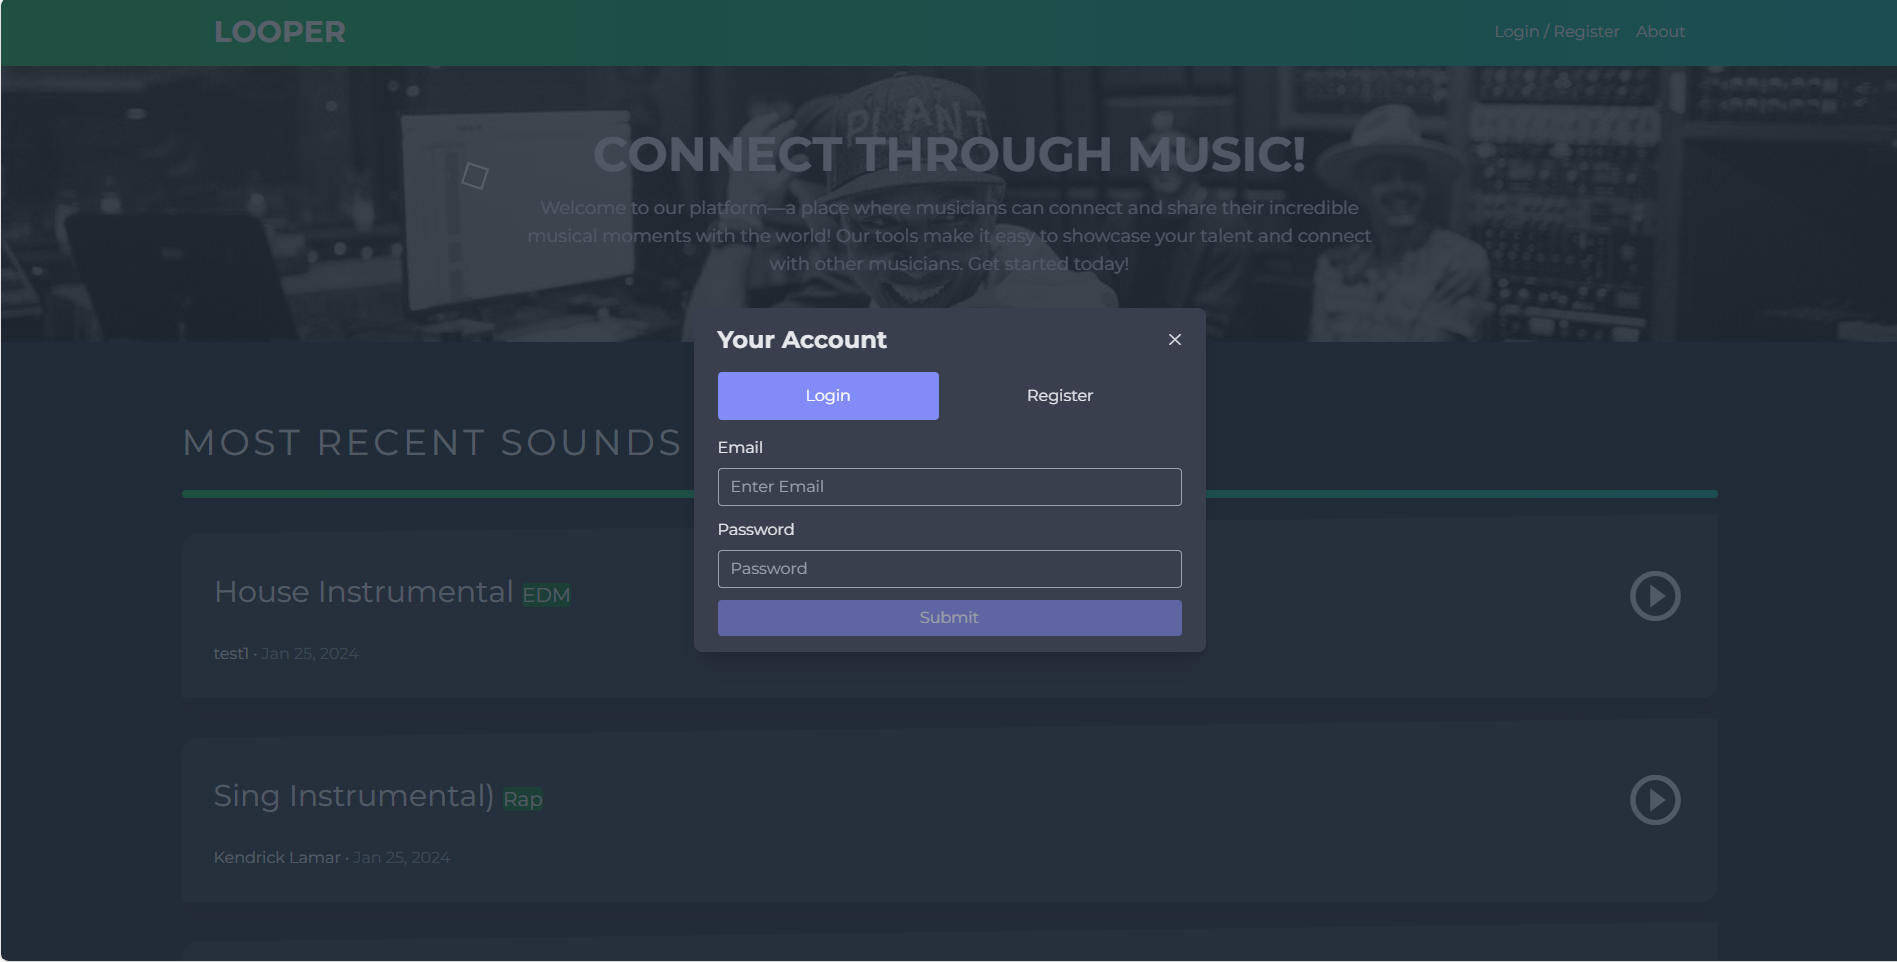 LOOPER
Login / Register About
PLANT
CONNECT THROUGH MUSIC!
Welcome to our platform—a place where musicians can connect and share their incredible
musical moments with the world! Our tools make it easy to showcase your talent and connect
with other musicians. Get started today!
Your Account
Login Register
Email
Enter Email
Password
Password
Submit
MOST RECENT SOUNDS
House Instrumental EDM
test1 • Jan 25, 2024
Sing Instrumental) Rap
Kendrick Lamar • Jan 25, 2024